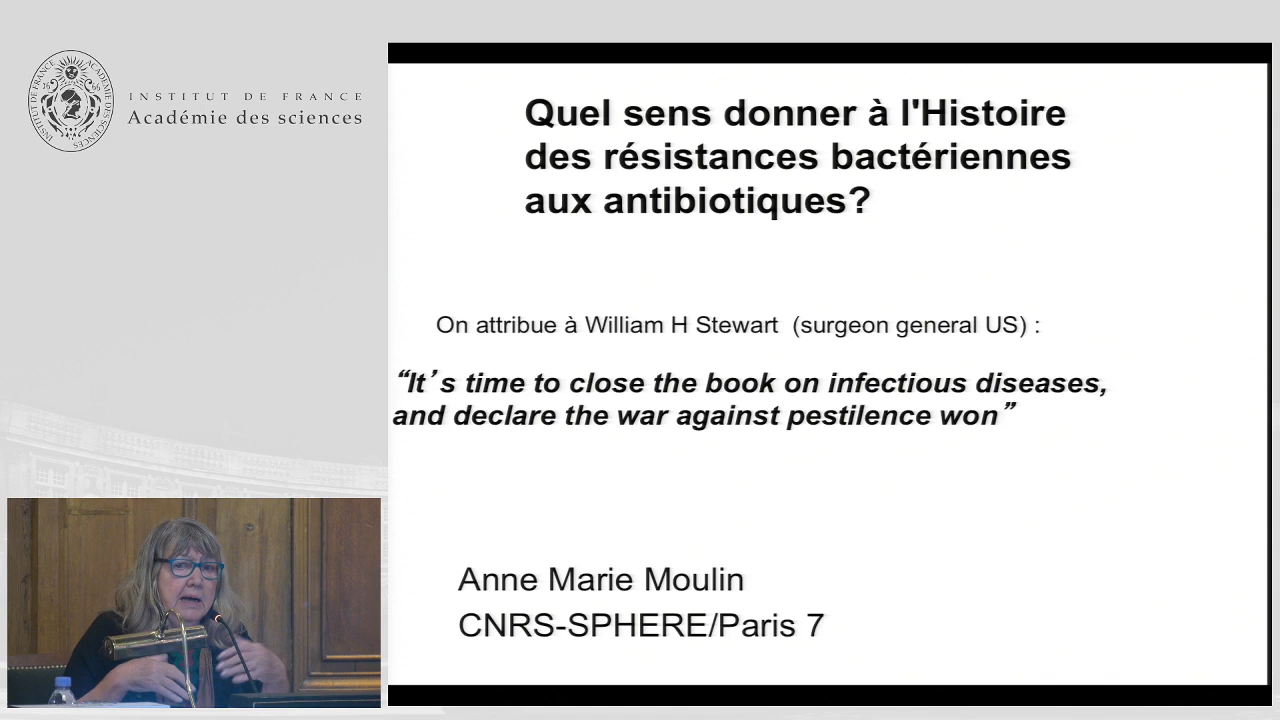 INSTITUT DE FRANCE
Académie des sciences
Quel sens donner à l'Histoire
des résistances bactériennes
aux antibiotiques?
On attribue à William H Stewart (surgeon general US) :
“It’s time to close the book on infectious diseases,
and declare the war against pestilence won”
Anne Marie Moulin
CNRS-SPHERE/Paris 7